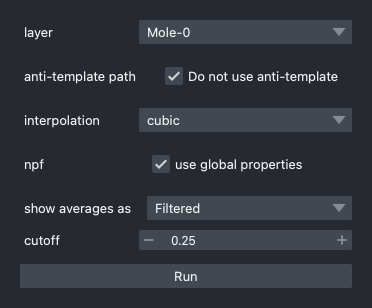 layer Mole-0
anti-template path Do not use anti-template
interpolation cubic
npf use global properties
show averages as Filtered
cutoff − 0.25 +
Run